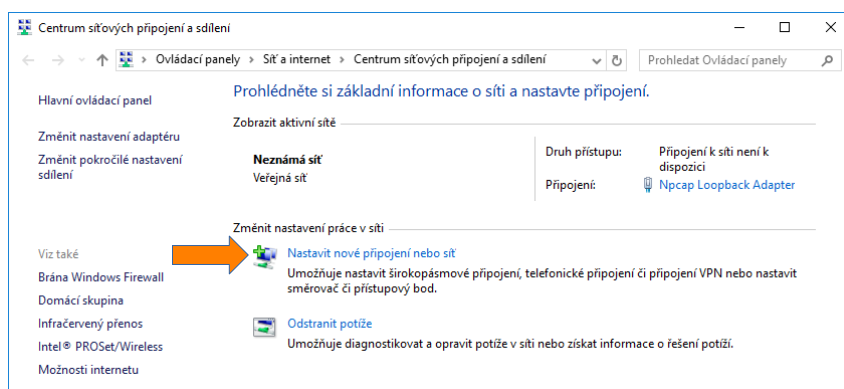 Centrum síťových připojení a sdílení
Ovládací panely > Síť a internet > Centrum síťových připojení a sdílení
Prohledat Ovládací panely
Hlavní ovládací panel
Změnit nastavení adaptéru
Změnit pokročilé nastavení
sdílení
Prohlédněte si základní informace o síti a nastavte připojení.
Zobrazit aktivní sítě
Neznámá síť
Veřejná síť
Druh přístupu: Připojení k síti není k
dispozici
Připojení: Npcap Loopback Adapter
Změnit nastavení práce v síti
Nastavit nové připojení nebo síť
Umožňuje nastavit širokopásmové připojení, telefonické připojení či připojení VPN nebo nastavit
směrovač či přístupový bod.
Odstranit potíže
Umožňuje diagnostikovat a opravit potíže v síti nebo získat informace o řešení potíží.
Viz také
Brána Windows Firewall
Domácí skupina
Infračervený přenos
Intel® PROSet/Wireless
Možnosti internetu